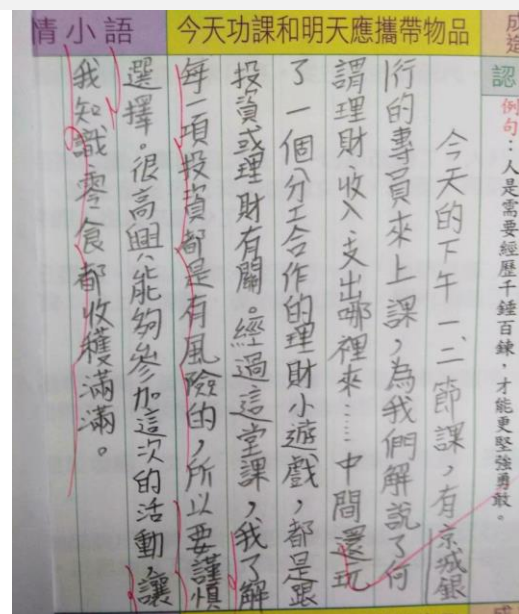 情小語
今天功課和明天應攜帶物品
認
例句：人是需要經歷千錘百鍊，才能更堅強勇敢。
今天的下午一、二節課，有京城銀
行的專員來上課，為我們解說了何
謂理財收入支出哪裡來……中間還玩
了一個分工合作的理財小遊戲，都是跟
投資或理財有關。經過這堂課，我了解
每一項投資都是有風險的，所以要謹慎
選擇。很高興能夠參加這次的活動，讓
我知識零食都收穫滿滿。